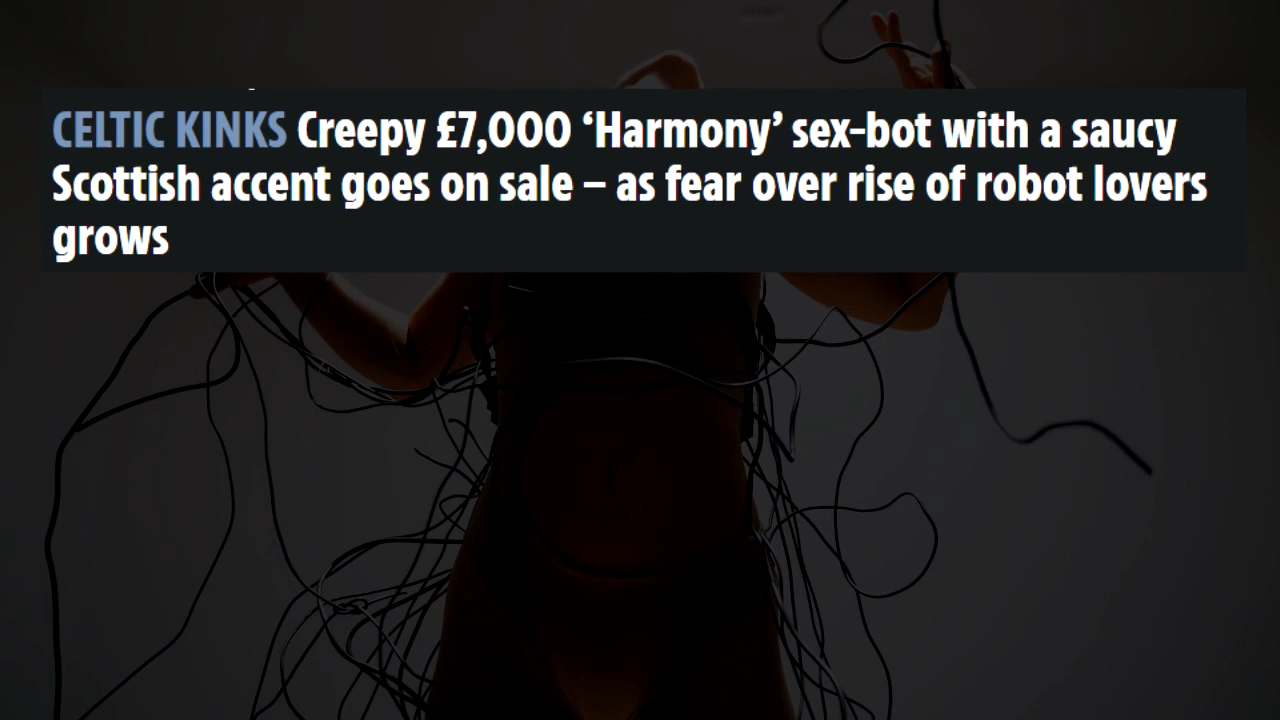 CELTIC KINKS Creepy £7,000 ‘Harmony’ sex-bot with a saucy
Scottish accent goes on sale – as fear over rise of robot lovers
grows